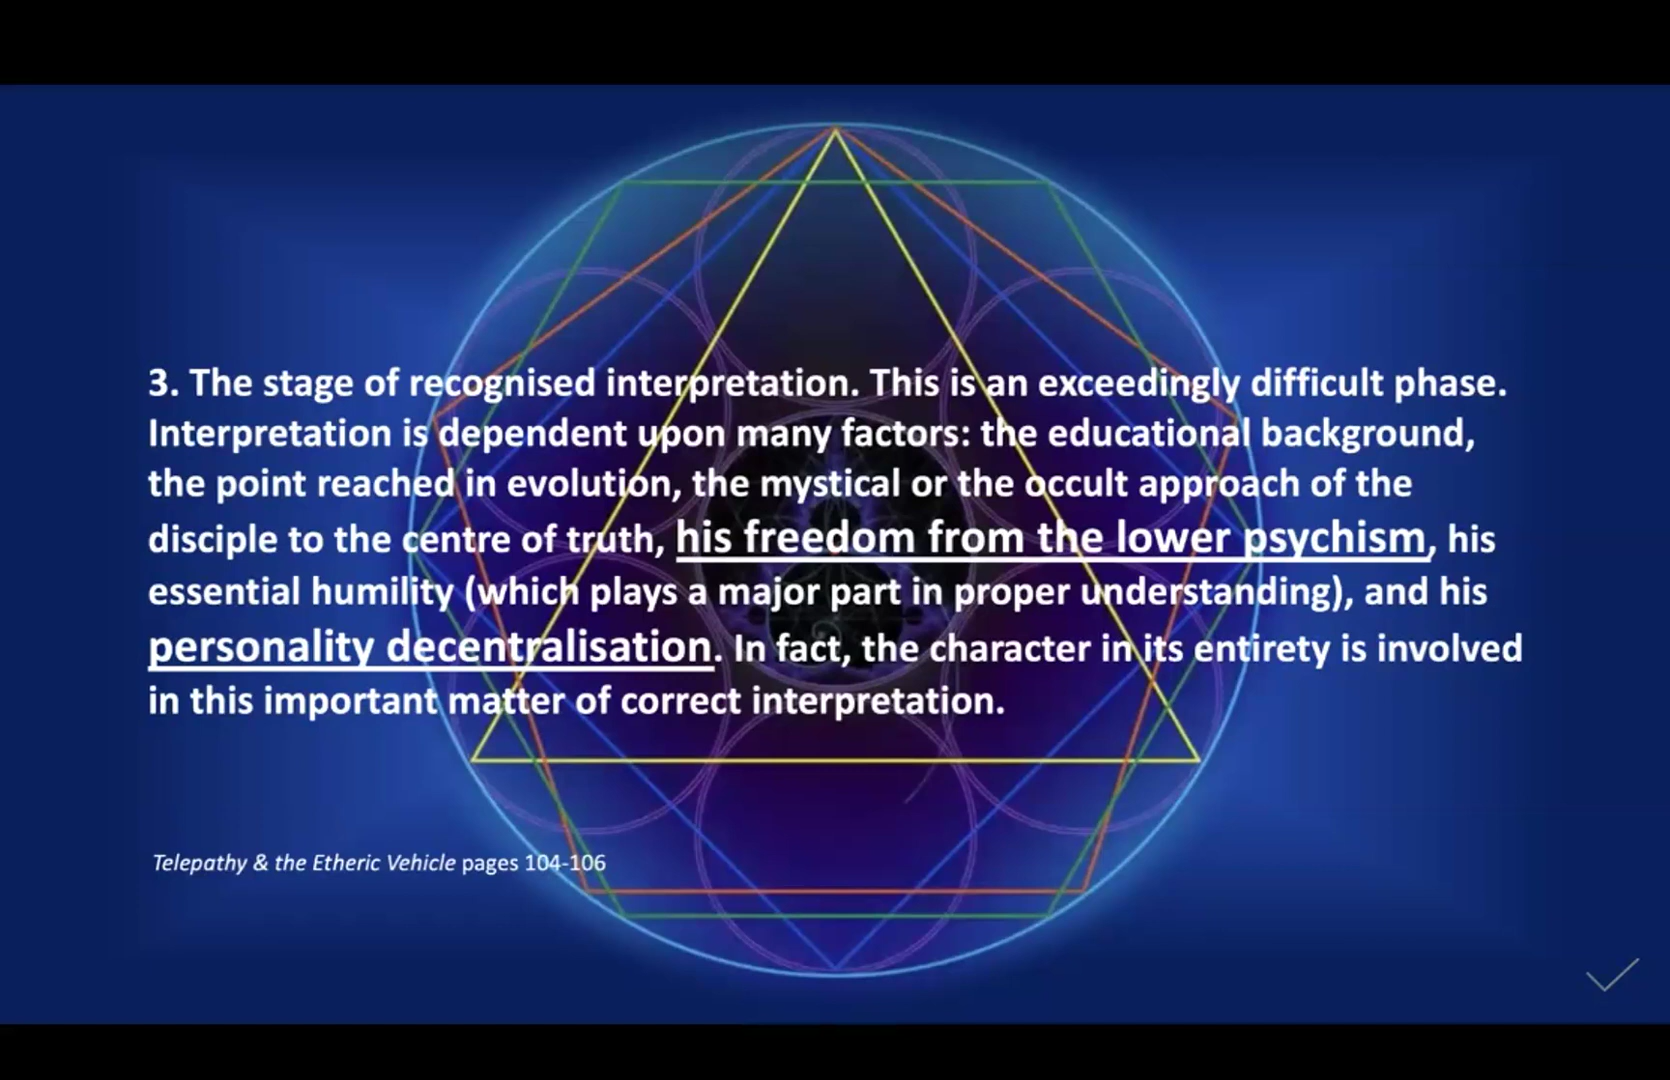 3. The stage of recognised interpretation. This is an exceedingly difficult phase.
Interpretation is dependent upon many factors: the educational background,
the point reached in evolution, the mystical or the occult approach of the
disciple to the centre of truth, his freedom from the lower psychism, his
essential humility (which plays a major part in proper understanding), and his
personality decentralisation. In fact, the character in its entirety is involved
in this important matter of correct interpretation.
Telepathy & the Etheric Vehicle pages 104-106